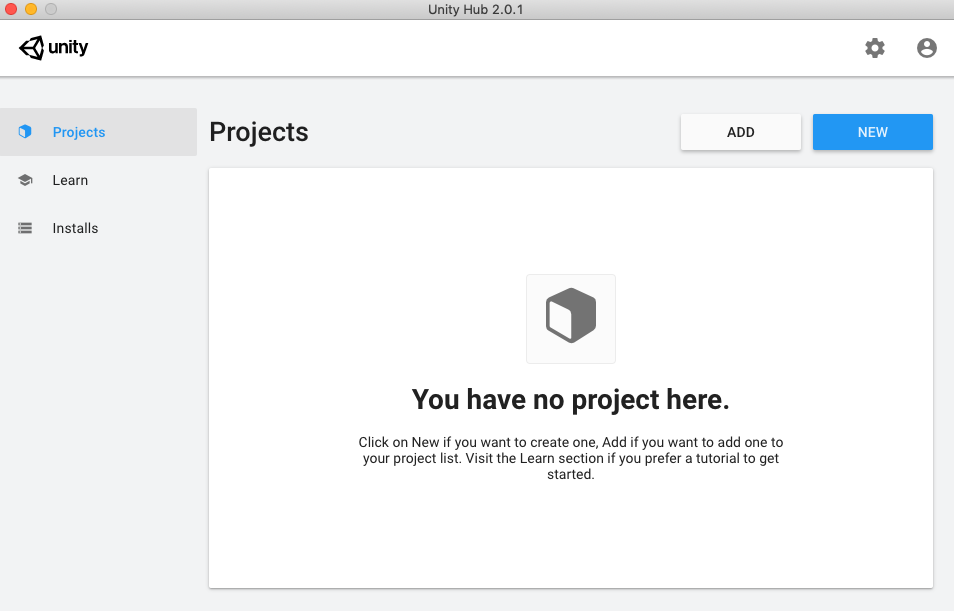 Unity Hub 2.0.1
unity
Projects
Learn
Installs
Projects
ADD
NEW
You have no project here.
Click on New if you want to create one, Add if you want to add one to
your project list. Visit the Learn section if you prefer a tutorial to get
started.